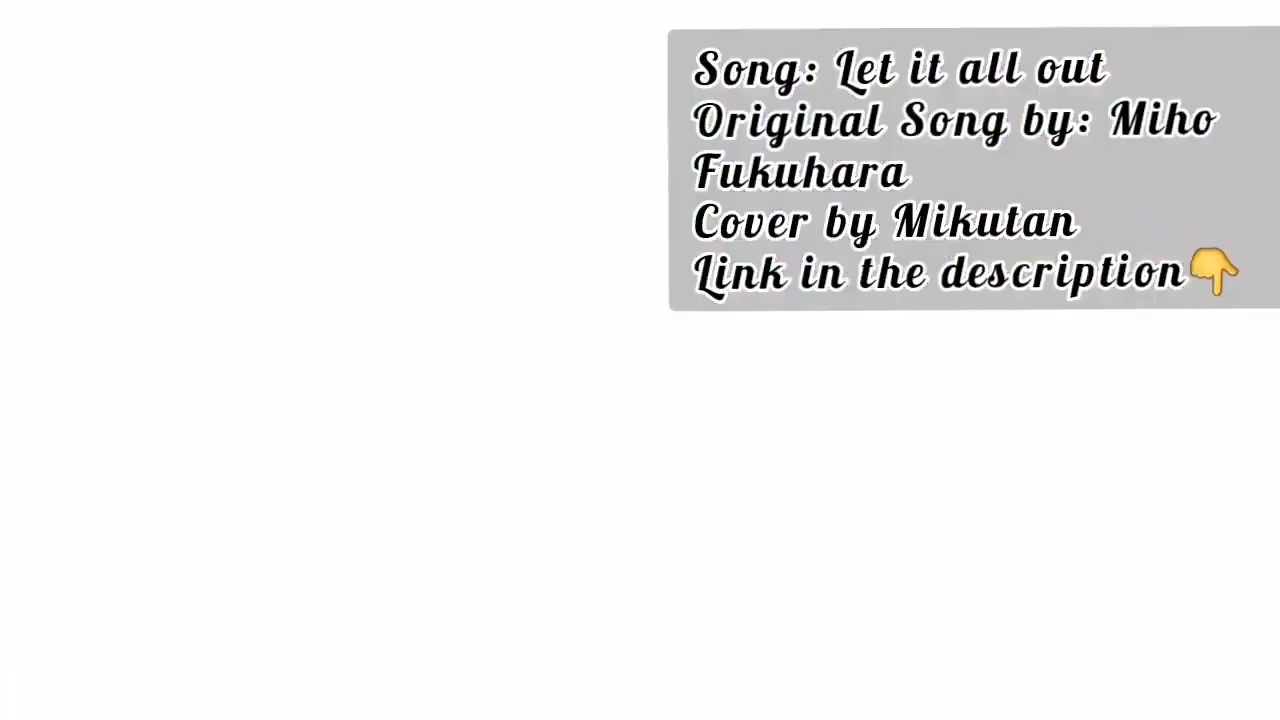 Song: Let it all out
Original Song by: Miho
Fukuhara
Cover by Mikutan
Link in the description👇